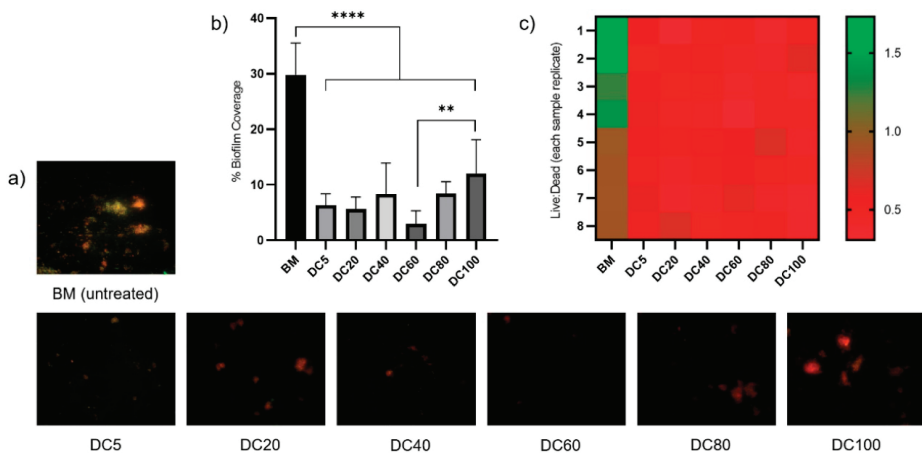 a)
BM (untreated)
b)
% Biofilm Coverage
40
30
20
10
0
****
**
BM
DC5
DC20
DC40
DC60
DC80
DC100
c)
Live:Dead (each sample replicate)
1
2
3
4
5
6
7
8
BM
DC5
DC20
DC40
DC60
DC80
DC100
1.5
1.0
0.5
DC5
DC20
DC40
DC60
DC80
DC100